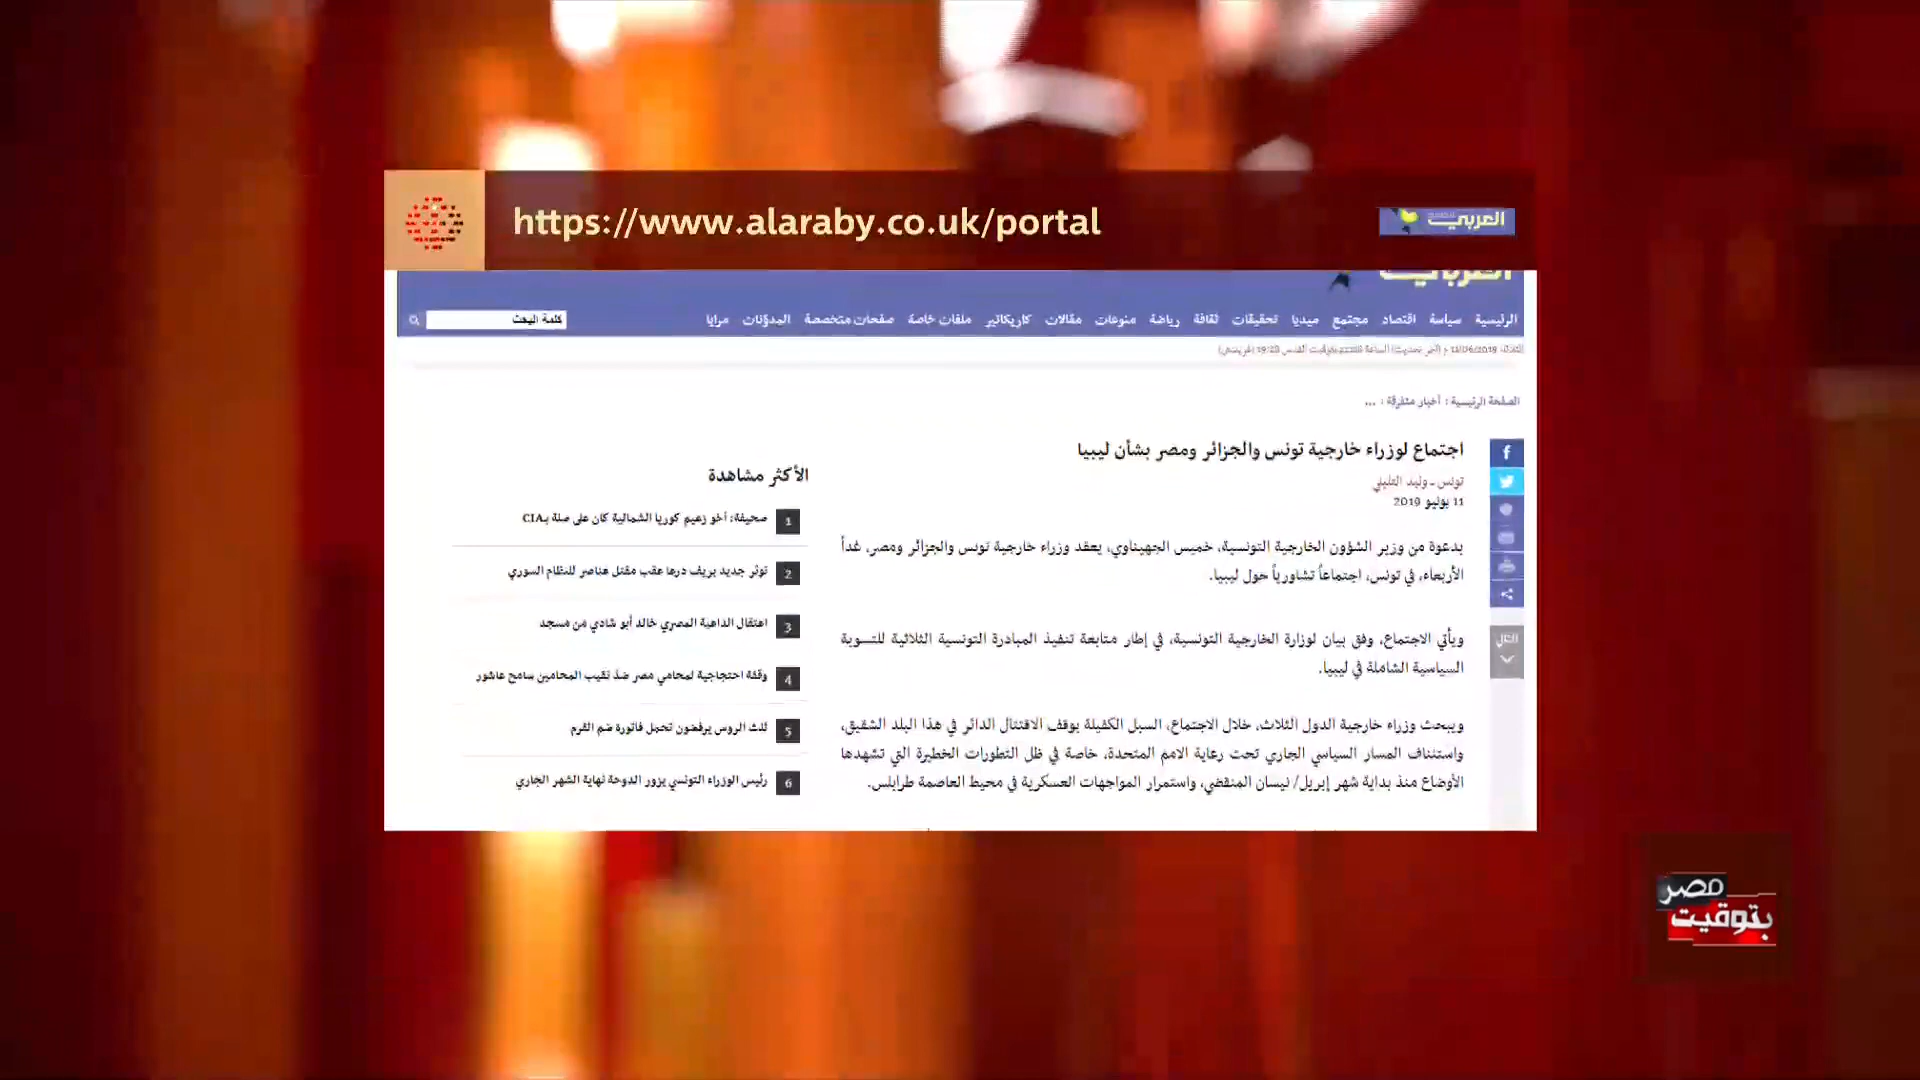 https://www.alaraby.co.uk/portal
العربي
الرئيسية سياسة اقتصاد مجتمع ميديا تحقيقات ثقافة رياضة منوعات مقالات كاريكاتير ملفات خاصة صفحات متخصصة المدوّنات مرايا
كلمة البحث
الصفحة الرئيسية : أخبار متفرقة : ...
اجتماع لوزراء خارجية تونس والجزائر ومصر بشأن ليبيا
تونس ـ وليد التليلي
11 يونيو 2019
بدعوة من وزير الشؤون الخارجية التونسية، خميس الجهيناوي، يعقد وزراء خارجية تونس والجزائر ومصر، غداً
الأربعاء، في تونس، اجتماعاً تشاورياً حول ليبيا.
ويأتي الاجتماع، وفق بيان لوزارة الخارجية التونسية، في إطار متابعة تنفيذ المبادرة التونسية الثلاثية للتسوية
السياسية الشاملة في ليبيا.
ويبحث وزراء خارجية الدول الثلاث، خلال الاجتماع، السبل الكفيلة بوقف الاقتتال الدائر في هذا البلد الشقيق،
واستئناف المسار السياسي الجاري تحت رعاية الامم المتحدة، خاصة في ظل التطورات الخطيرة التي تشهدها
الأوضاع منذ بداية شهر إبريل/ نيسان المنقضي، واستمرار المواجهات العسكرية في محيط العاصمة طرابلس.
التالي
الأكثر مشاهدة
1 صحيفة: أخو زعيم كوريا الشمالية كان على صلة بـCIA
2 توتر جديد بريف درعا عقب مقتل عناصر للنظام السوري
3 اعتقال الداعية المصري خالد أبو شادي من مسجد
4 وقفة احتجاجية لمحامي مصر ضدّ نقيب المحامين سامح عاشور
5 ثلث الروس يرفضون تحمل فاتورة ضم القرم
6 رئيس الوزراء التونسي يزور الدوحة نهاية الشهر الجاري
بتوقيت
مصر